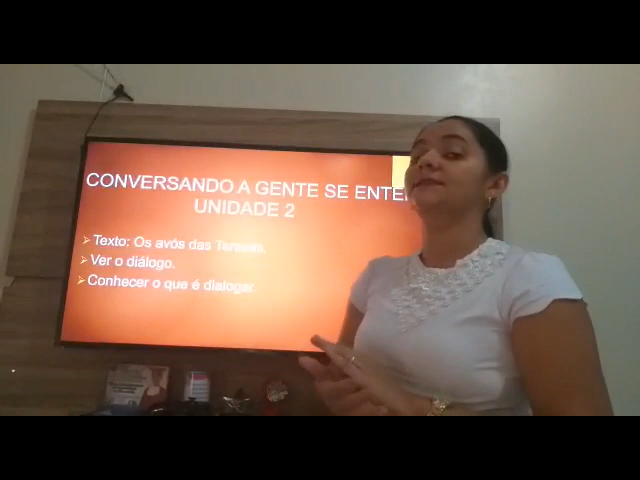 CONVERSANDO A GENTE SE ENTE
UNIDADE 2
Texto: Os avós das
Ver o diálogo.
Conhecer o que é dialogar.